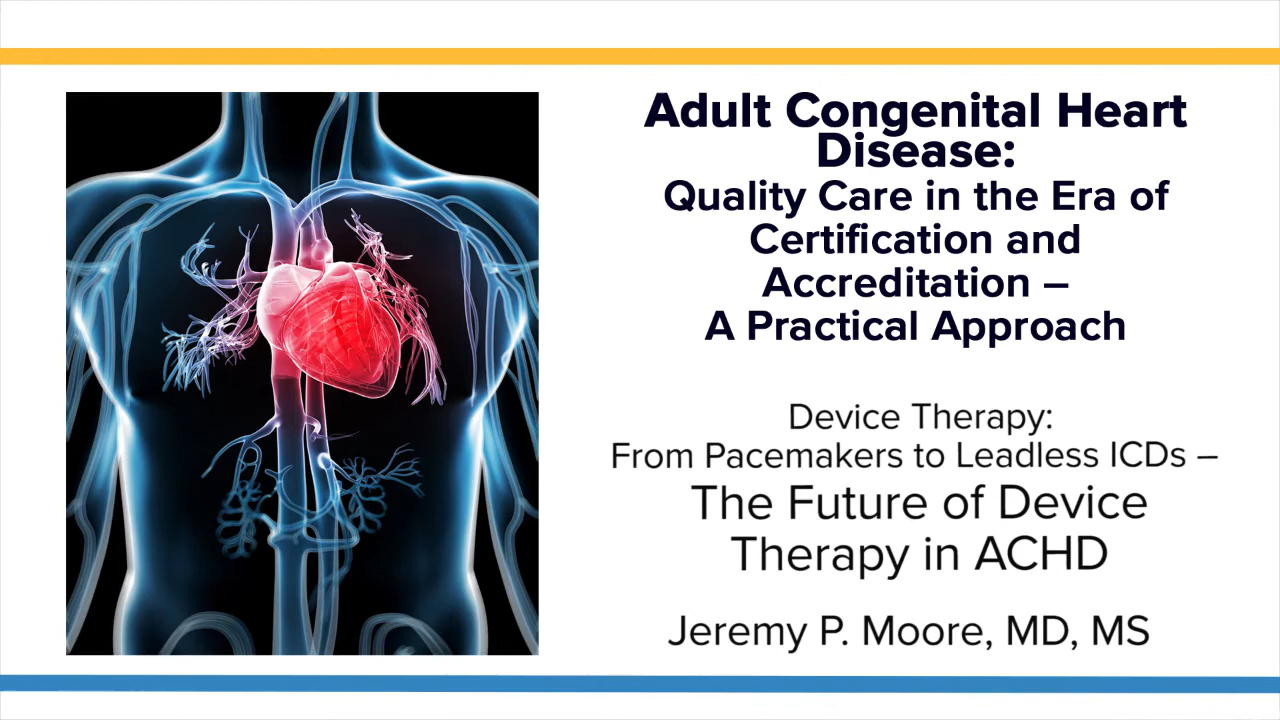 Adult Congenital Heart
Disease:
Quality Care in the Era of
Certification and
Accreditation –
A Practical Approach
Device Therapy:
From Pacemakers to Leadless ICDs –
The Future of Device
Therapy in ACHD
Jeremy P. Moore, MD, MS